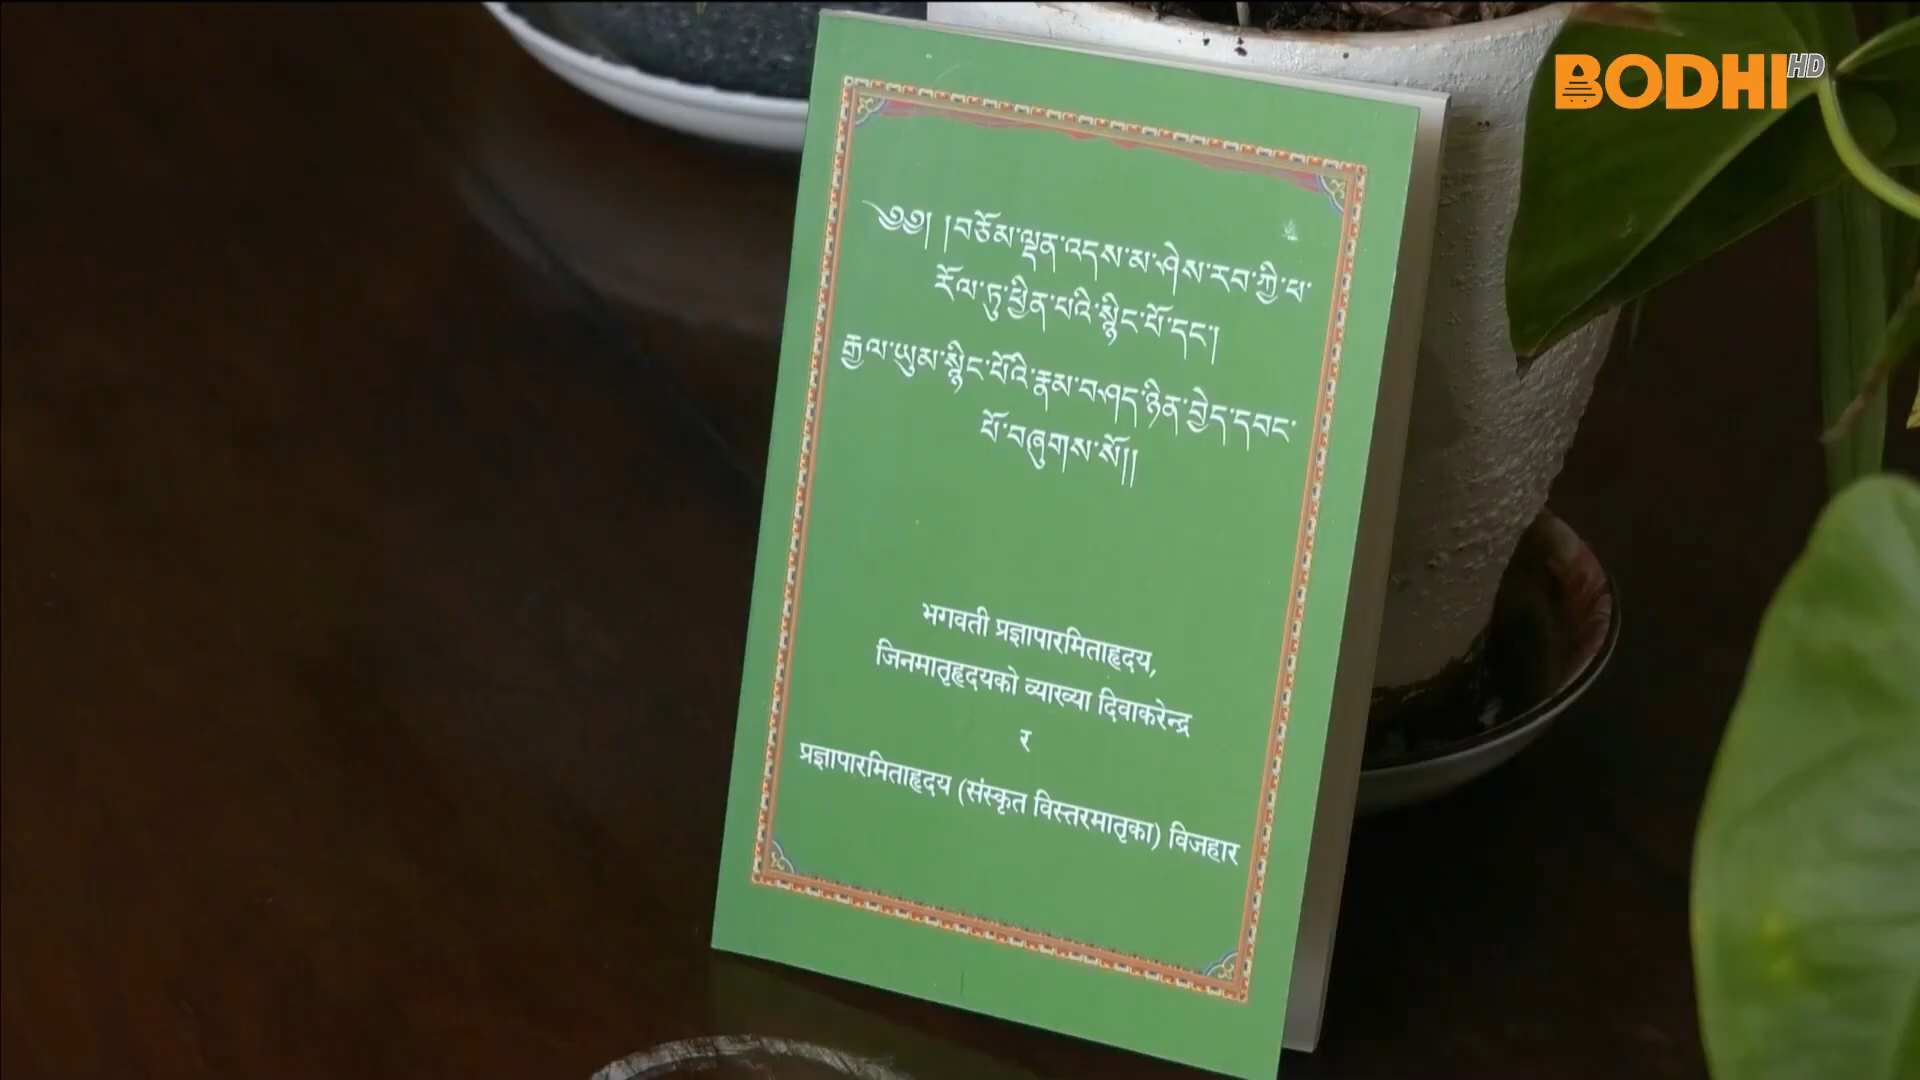 BODHI HD
༄༅། །བཅོམ་ལྡན་འདས་མ་ཤེས་རབ་ཀྱི་ཕ་
རོལ་ཏུ་ཕྱིན་པའི་སྙིང་པོ་དང་།
རྒྱལ་ཡུམ་སྙིང་པོའི་རྣམ་བཤད་ཉིན་བྱེད་དབང་
པོ་བཞུགས་སོ།།
भगवती प्रज्ञापारमिताहृदय,
जिनमातृहृदयको व्याख्या दिवाकरेन्द्र
र
प्रज्ञापारमिताहृदय (संस्कृत विस्तरमातृका) विजहार